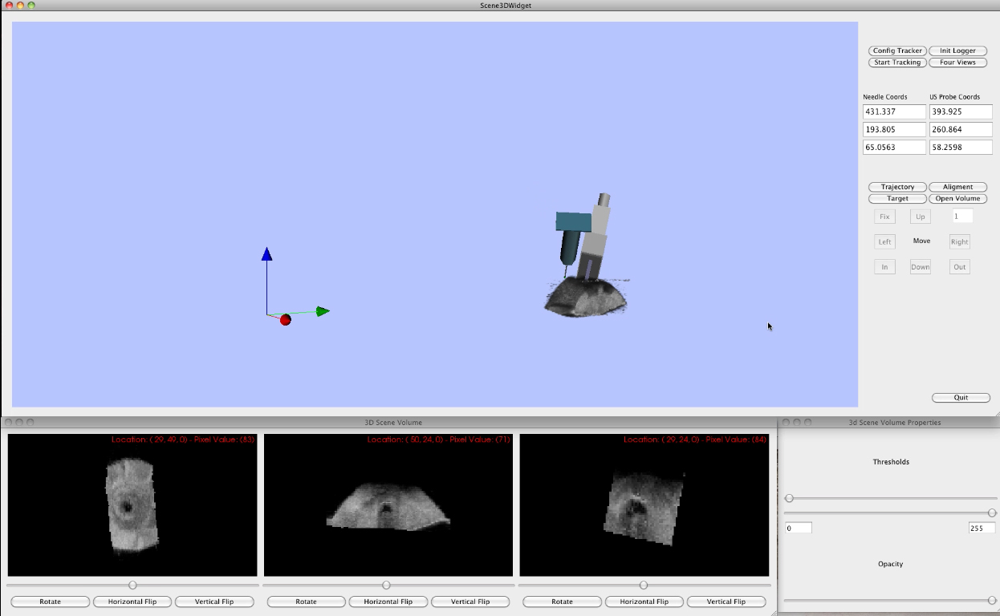 Scene3DWidget
Config Tracker Init Logger
Start Tracking Four Views
Needle Coords US Probe Coords
431.337 393.925
193.805 260.864
65.0563 58.2598
Trajectory Aligment
Target Open Volume
Fix Up 1
Left Move Right
In Down Out
Quit
3D Scene Volume
Location: ( 29, 49, 0) - Pixel Value: (83)
Location: ( 50, 24, 0) - Pixel Value: (71)
Location: ( 29, 24, 0) - Pixel Value: (84)
Rotate Horizontal Flip Vertical Flip
Rotate Horizontal Flip Vertical Flip
Rotate Horizontal Flip Vertical Flip
3d Scene Volume Properties
Thresholds
0 255
Opacity